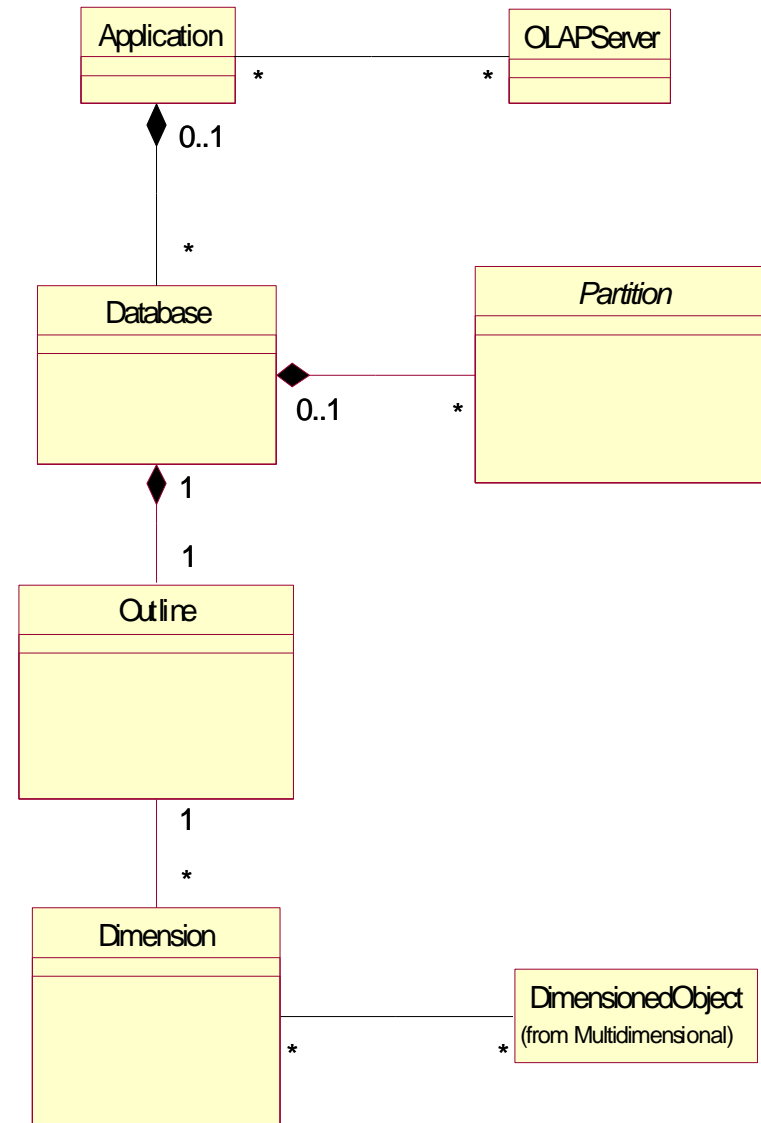 Application
OLAPServer
*
*
0..1
*
Database
Partition
0..1
*
1
1
Outline
1
*
Dimension
DimensionedObject
(from Multidimensional)
*
*